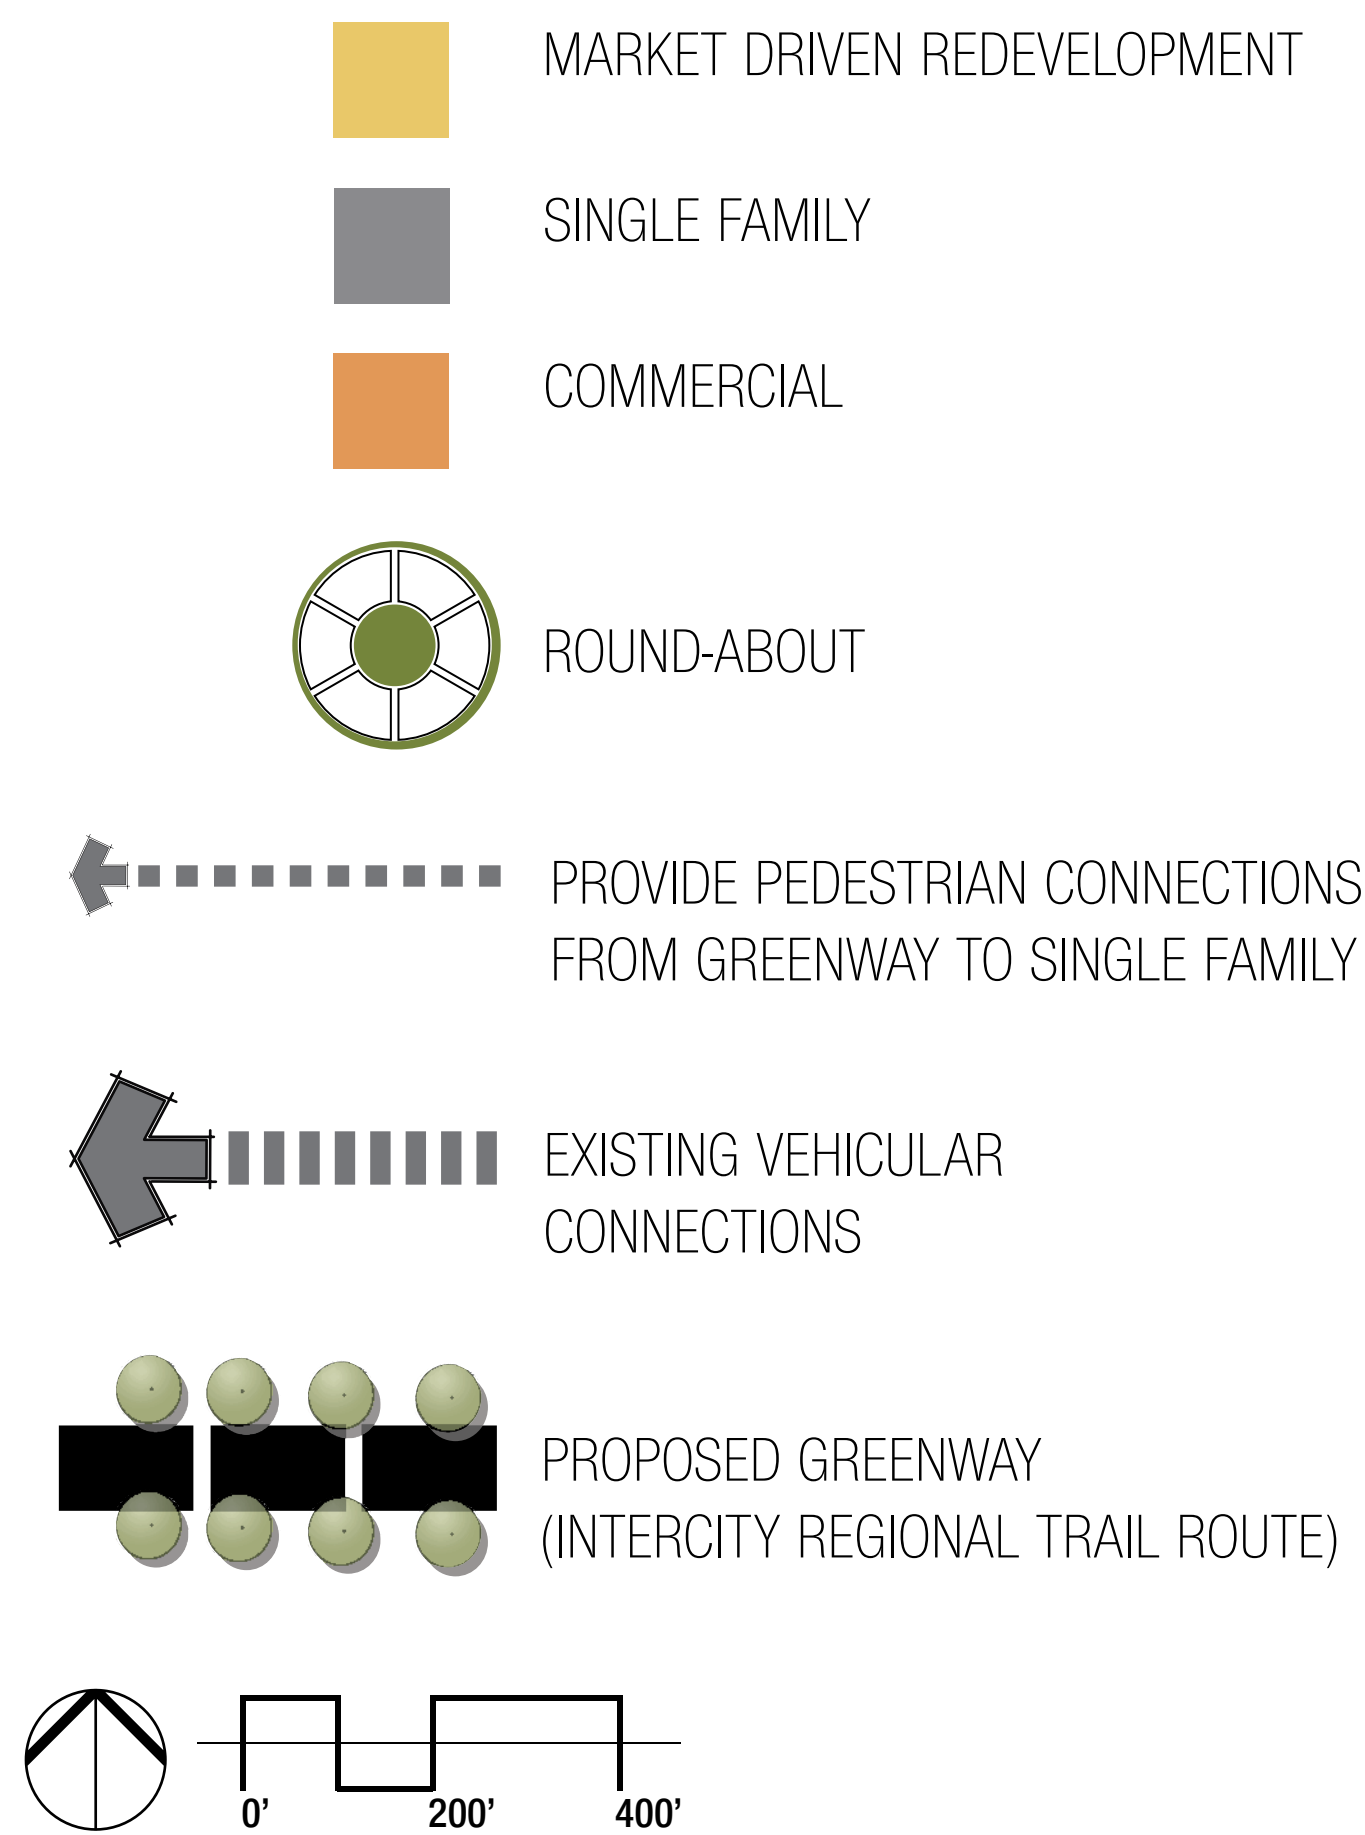 MARKET DRIVEN REDEVELOPMENT
SINGLE FAMILY
COMMERCIAL
ROUND-ABOUT
PROVIDE PEDESTRIAN CONNECTIONS
FROM GREENWAY TO SINGLE FAMILY
EXISTING VEHICULAR
CONNECTIONS
PROPOSED GREENWAY
(INTERCITY REGIONAL TRAIL ROUTE)
0’ 200’ 400’